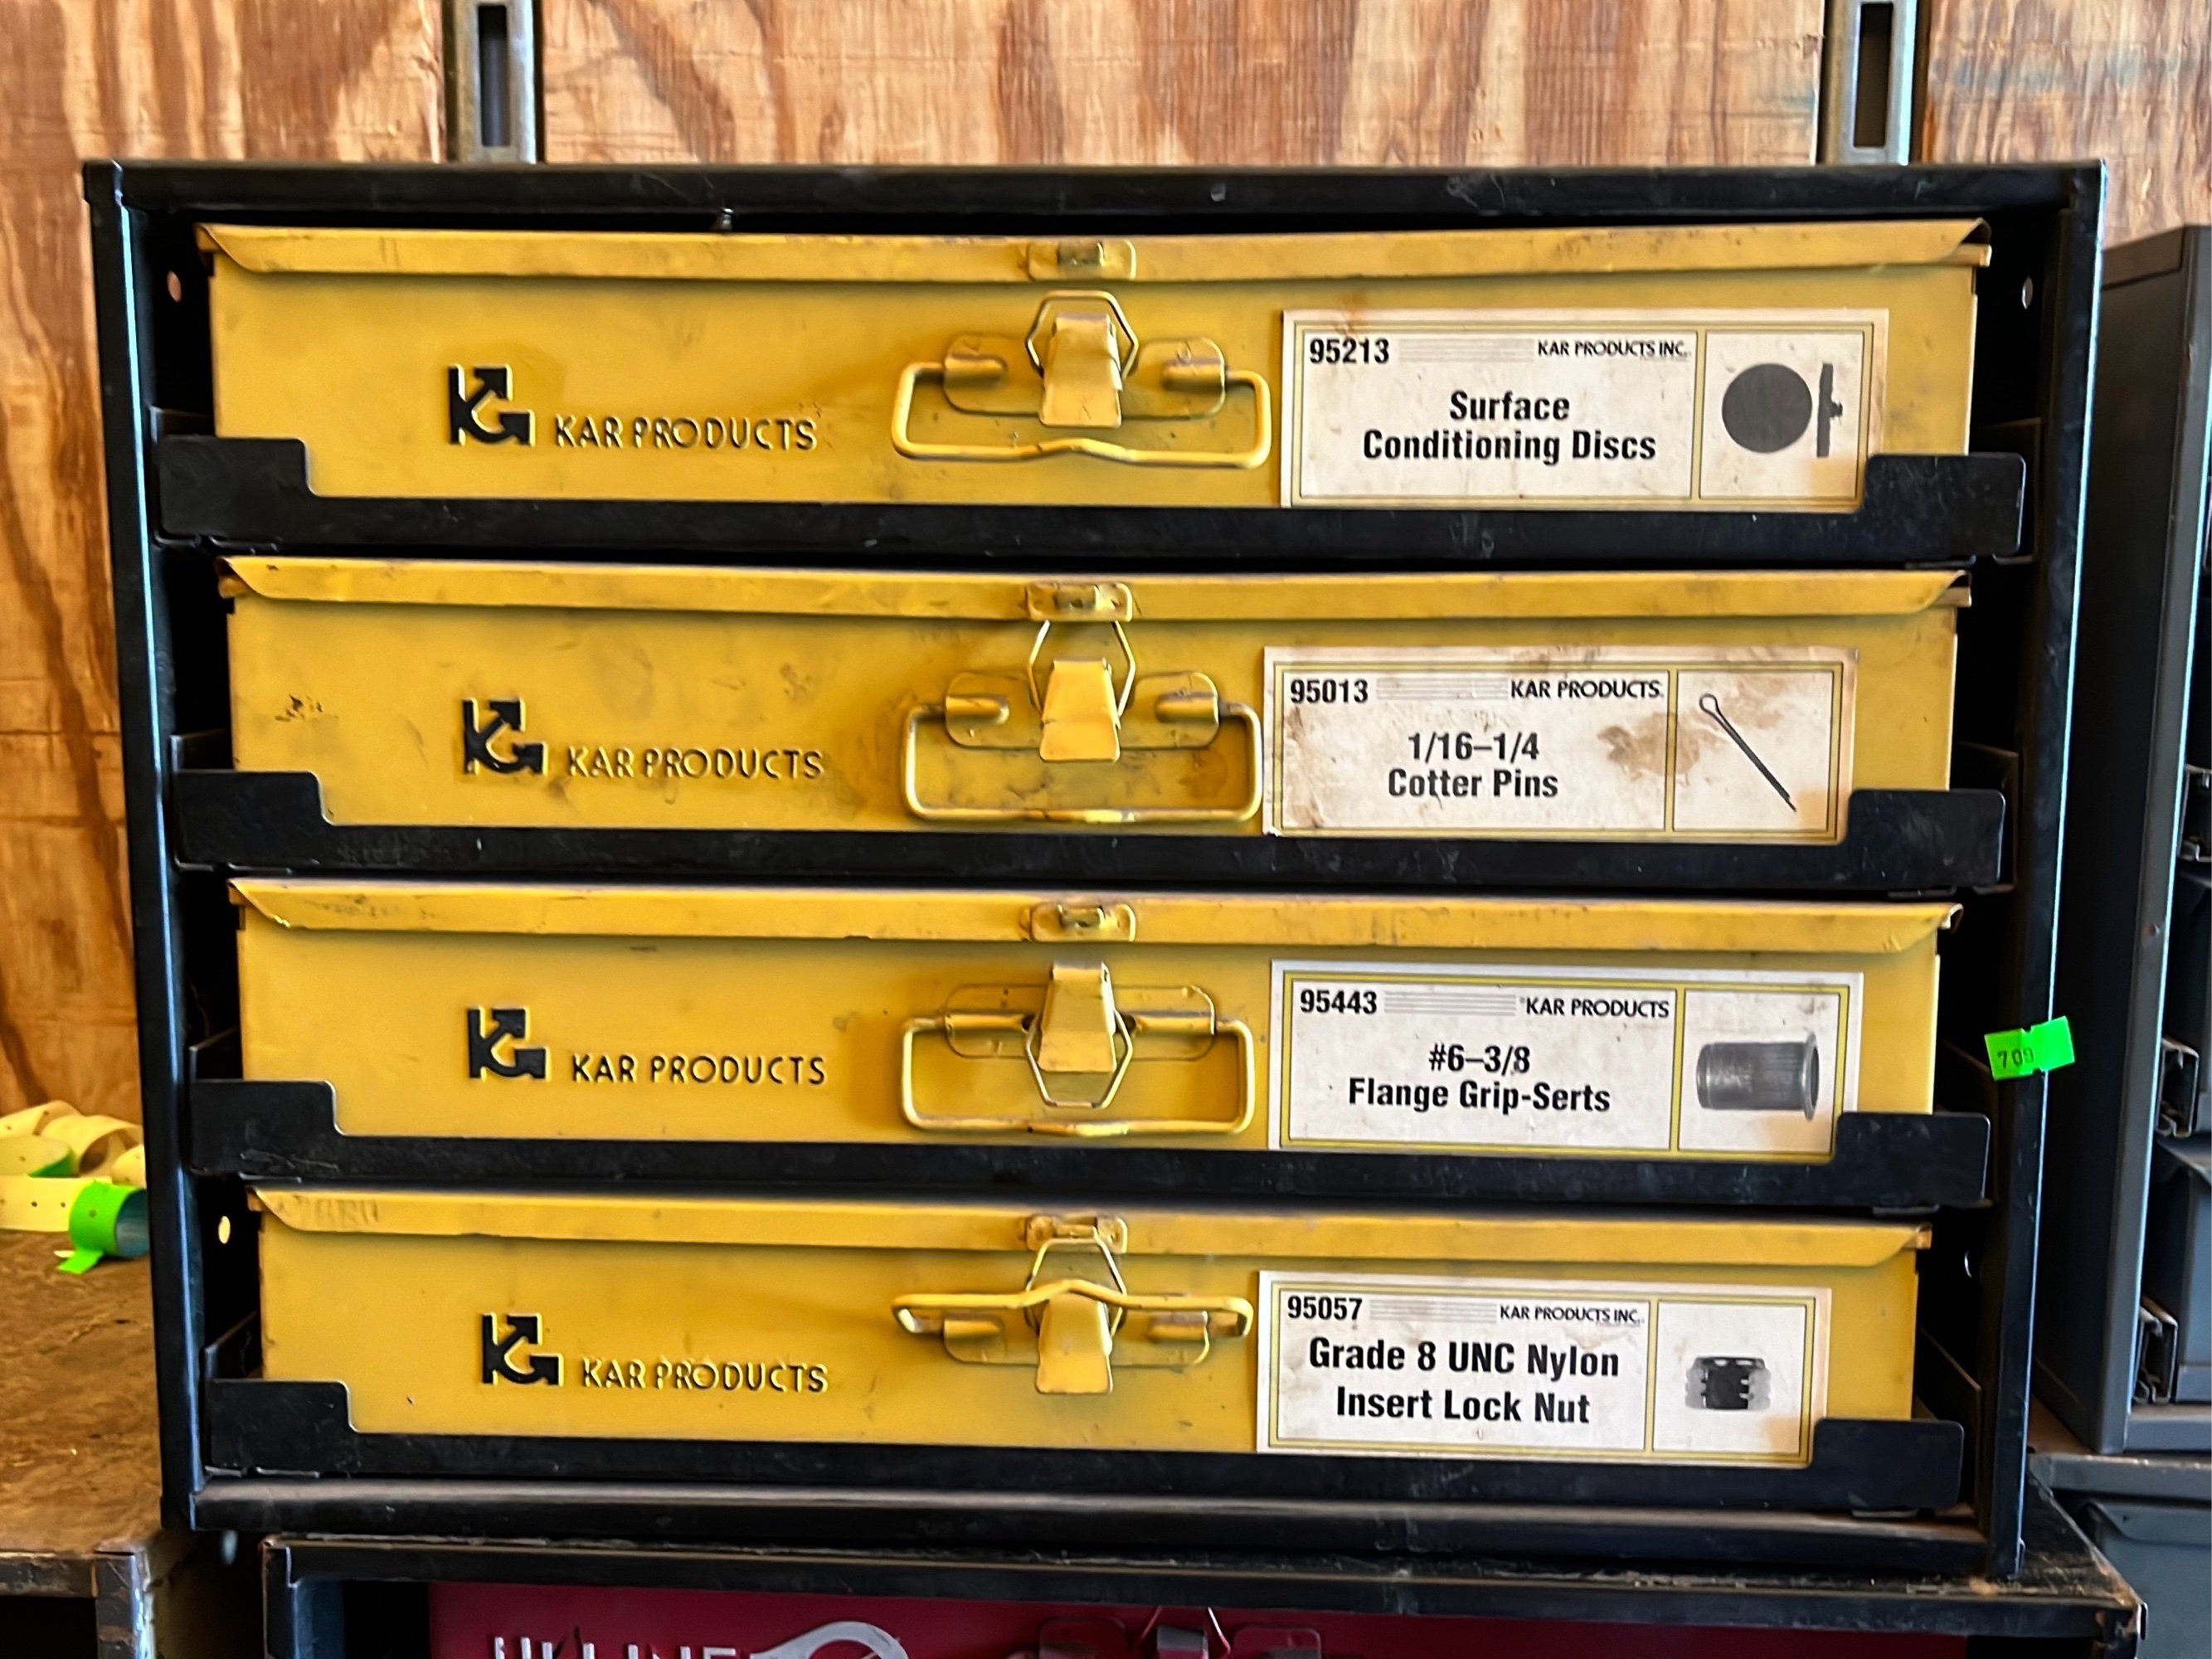 KAR PRODUCTS
95213 KAR PRODUCTS INC.
Surface
Conditioning Discs
KAR PRODUCTS
95013 KAR PRODUCTS
1/16–1/4
Cotter Pins
KAR PRODUCTS
95443 KAR PRODUCTS
#6–3/8
Flange Grip-Serts
709
KAR PRODUCTS
95057 KAR PRODUCTS INC.
Grade 8 UNC Nylon
Insert Lock Nut